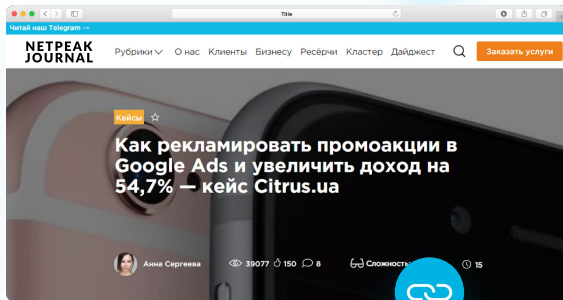 Title
Читай наш Telegram →
NETPEAK
JOURNAL
Рубрики О нас Клиенты Бизнесу Ресёрчи Кластер Дайджест
Заказать услуги
Кейсы
Как рекламировать промоакции в
Google Ads и увеличить доход на
54,7% — кейс Citrus.ua
Анна Сергеева 39077 150 8 Сложность: 15